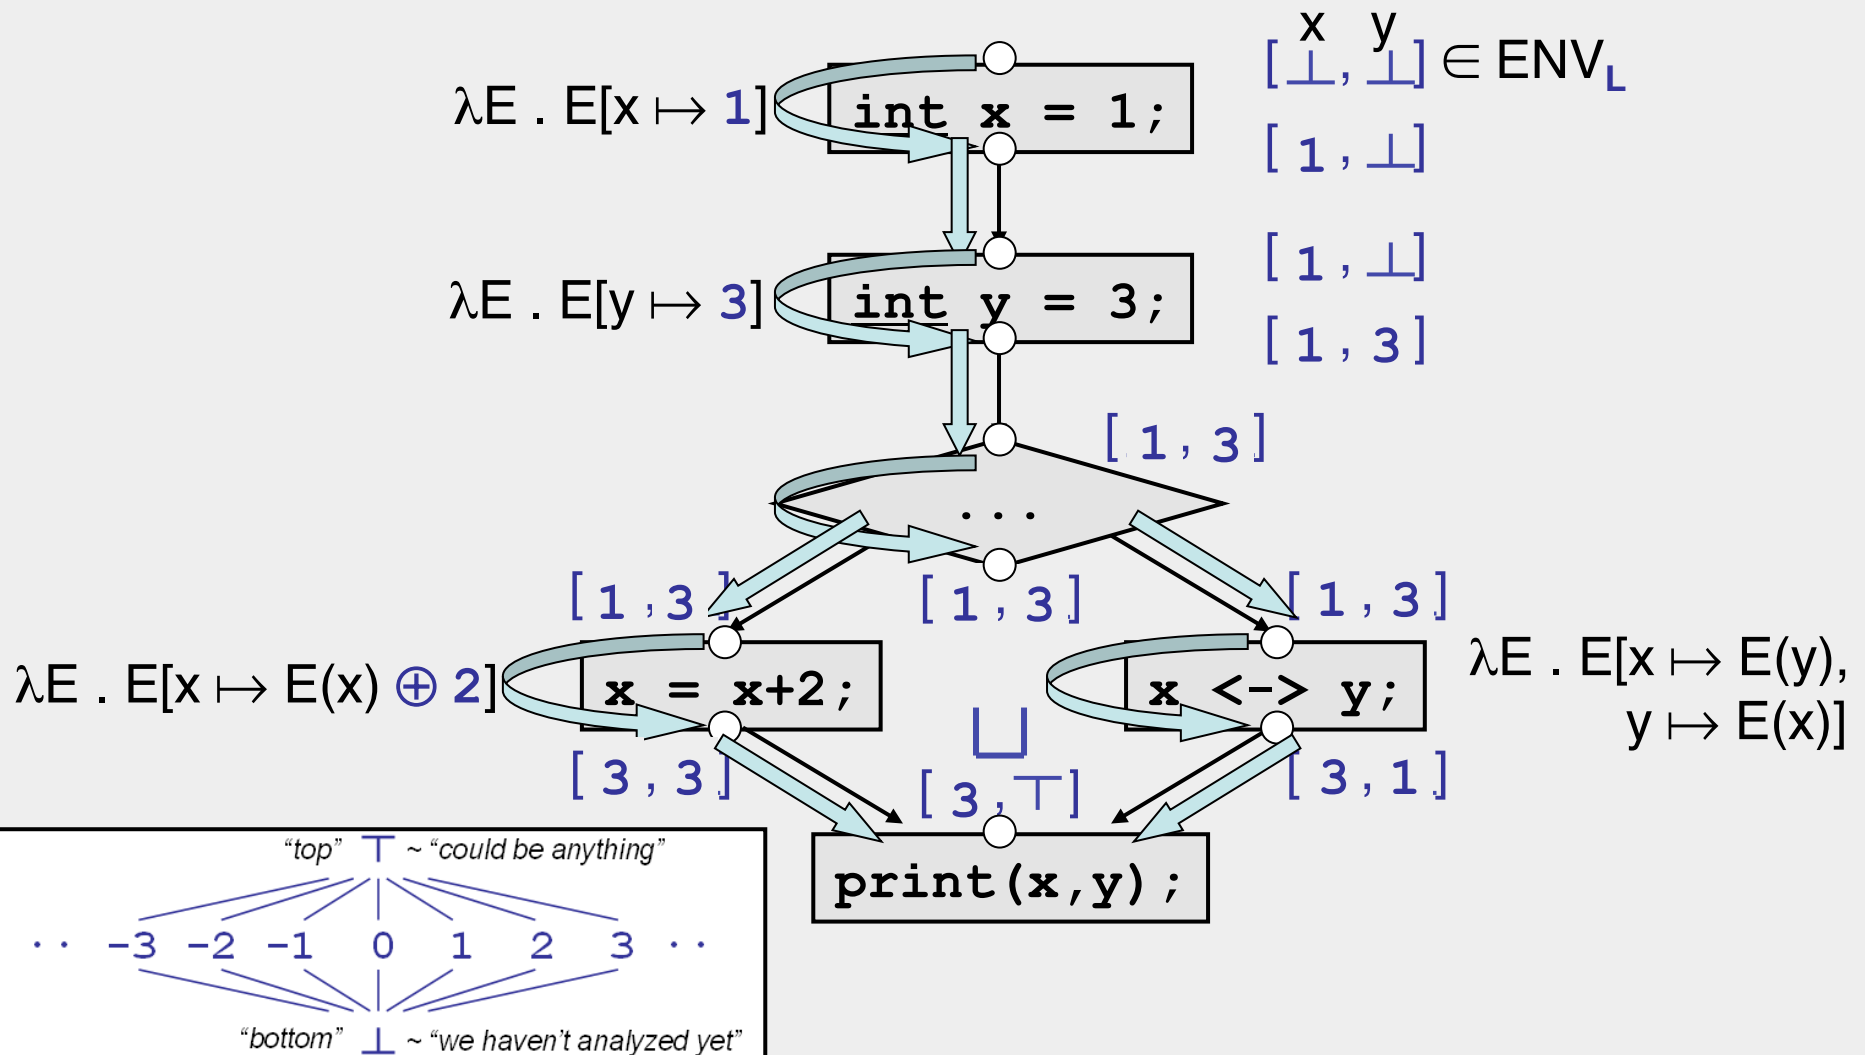 x y
[⊥, ⊥] ∈ ENV_L
λE . E[x ↦ 1]
int x = 1;
[1, ⊥]
[1, ⊥]
λE . E[y ↦ 3]
int y = 3;
[1, 3]
[1, 3]
...
[1, 3]
[1, 3]
[1, 3]
λE . E[x ↦ E(x) ⊕ 2]
x = x+2;
x <-> y;
λE . E[x ↦ E(y),
y ↦ E(x)]
⊔
[3, 3]
[3, ⊤]
[3, 1]
print(x,y);
"top" ⊤ ~ "could be anything"
·· -3 -2 -1 0 1 2 3 ··
"bottom" ⊥ ~ "we haven't analyzed yet"